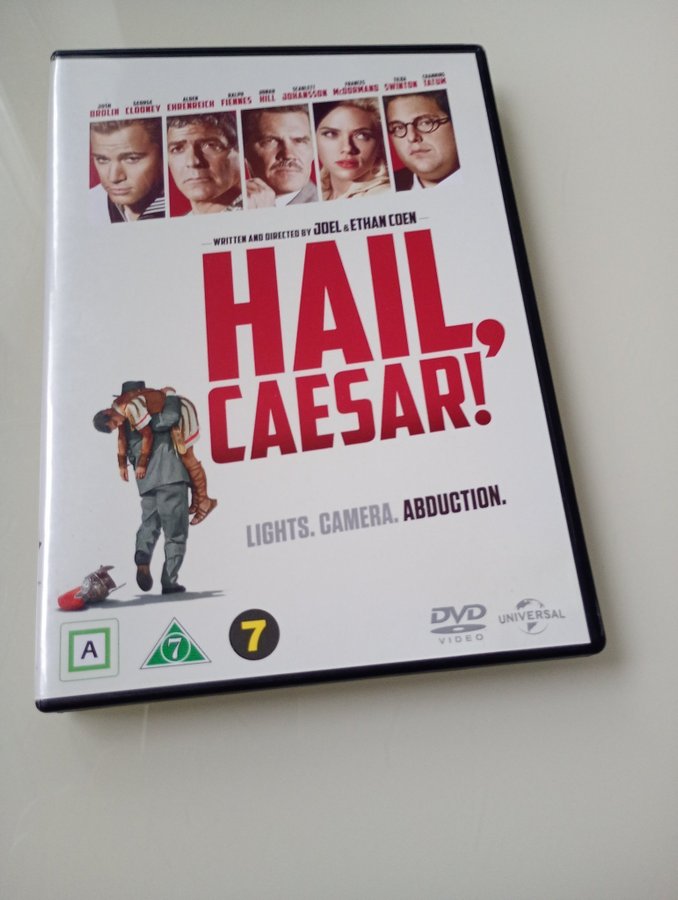 JOSH BROLIN GEORGE CLOONEY ALDEN EHRENREICH RALPH FIENNES JONAH HILL SCARLETT JOHANSSON FRANCES McDORMAND TILDA SWINTON CHANNING TATUM
WRITTEN AND DIRECTED BY JOEL & ETHAN COEN
HAIL,
CAESAR!
LIGHTS. CAMERA. ABDUCTION.
A
7
7
DVD
VIDEO
UNIVERSAL